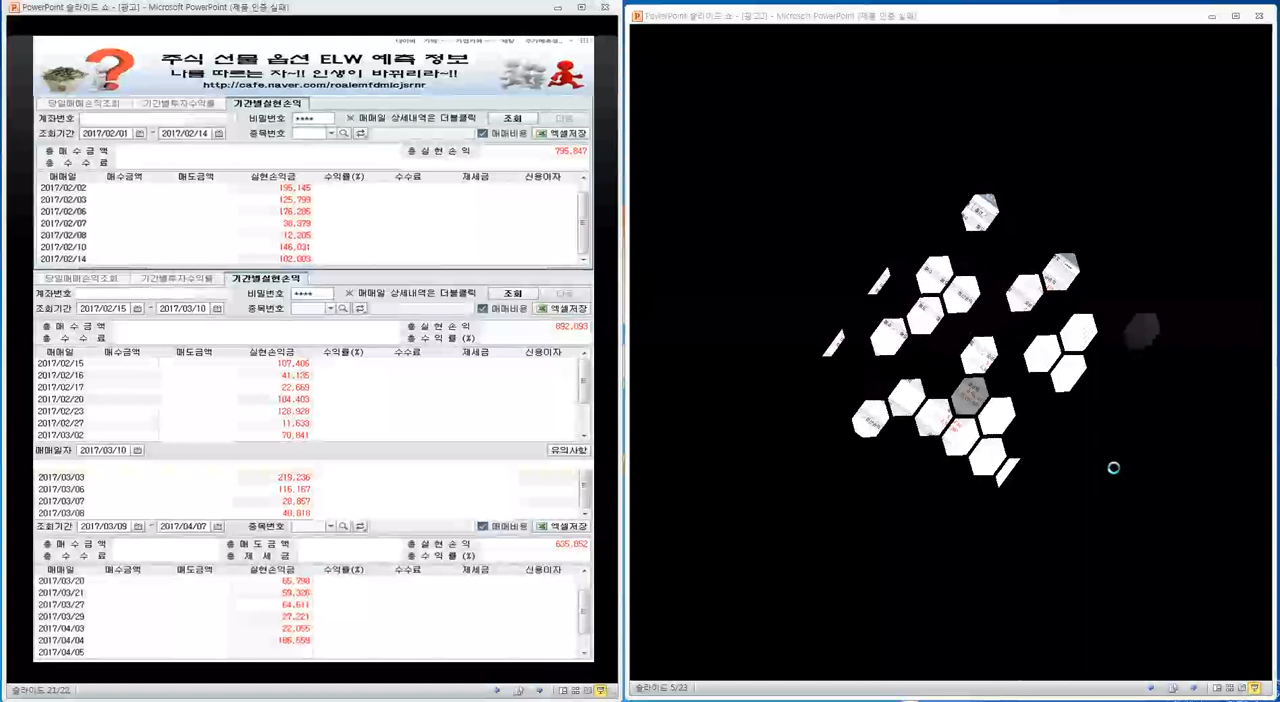 PowerPoint 슬라이드 쇼 - [광고] - Microsoft PowerPoint (제품 인증 실패)
주식 선물 옵션 ELW 예측 정보
나를 따르는 자~!! 인생이 바뀌리라~!!
http://cafe.naver.com/roalemfdmlcjsrnr
당일매매손익조회 기간별투자수익률 기간별실현손익
계좌번호 비밀번호 **** ※ 매매일 상세내역은 더블클릭 조회 다음
조회기간 2017/02/01 ~ 2017/02/14 종목번호 매매비용 엑셀저장
총 매 수 금 액 총 실 현 손 익 795,847
총 수 수 료
매매일 매수금액 매도금액 실현손익금 수익률(%) 수수료 제세금 신용이자
2017/02/02 195,145
2017/02/03 125,799
2017/02/06 176,285
2017/02/07 38,379
2017/02/08 12,205
2017/02/10 146,031
2017/02/14 102,003
당일매매손익조회 기간별투자수익률 기간별실현손익
계좌번호 비밀번호 **** ※ 매매일 상세내역은 더블클릭 조회 다음
조회기간 2017/02/15 ~ 2017/03/10 종목번호 매매비용 엑셀저장
총 매 수 금 액 총 실 현 손 익 892,093
총 수 수 료 총 수 익 률 (%)
매매일 매수금액 매도금액 실현손익금 수익률(%) 수수료 제세금 신용이자
2017/02/15 107,406
2017/02/16 41,135
2017/02/17 22,669
2017/02/20 104,403
2017/02/23 128,928
2017/02/27 11,633
2017/03/02 70,841
매매일자 2017/03/10 유의사항
2017/03/03 219,236
2017/03/06 116,167
2017/03/07 28,857
2017/03/08 40,818
조회기간 2017/03/09 ~ 2017/04/07 종목번호 매매비용 엑셀저장
총 매 수 금 액 총 매 도 금 액 총 실 현 손 익 635,852
총 수 수 료 총 제 세 금 총 수 익 률 (%)
매매일 매수금액 매도금액 실현손익금 수익률(%) 수수료 제세금 신용이자
2017/03/20 65,798
2017/03/21 59,326
2017/03/27 64,611
2017/03/29 27,221
2017/04/03 22,055
2017/04/04 186,559
2017/04/05
슬라이드 21/22
PowerPoint 슬라이드 쇼 - [광고2] - Microsoft PowerPoint (제품 인증 실패)
슬라이드 5/23